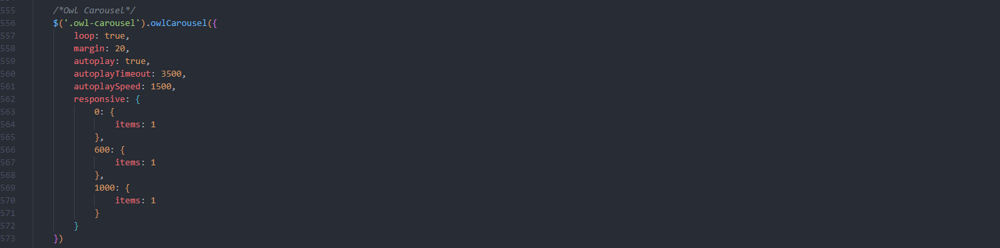 555 /*Owl Carousel*/
556 $('.owl-carousel').owlCarousel({
557 loop: true,
558 margin: 20,
559 autoplay: true,
560 autoplayTimeout: 3500,
561 autoplaySpeed: 1500,
562 responsive: {
563 0: {
564 items: 1
565 },
566 600: {
567 items: 1
568 },
569 1000: {
570 items: 1
571 }
572 }
573 })